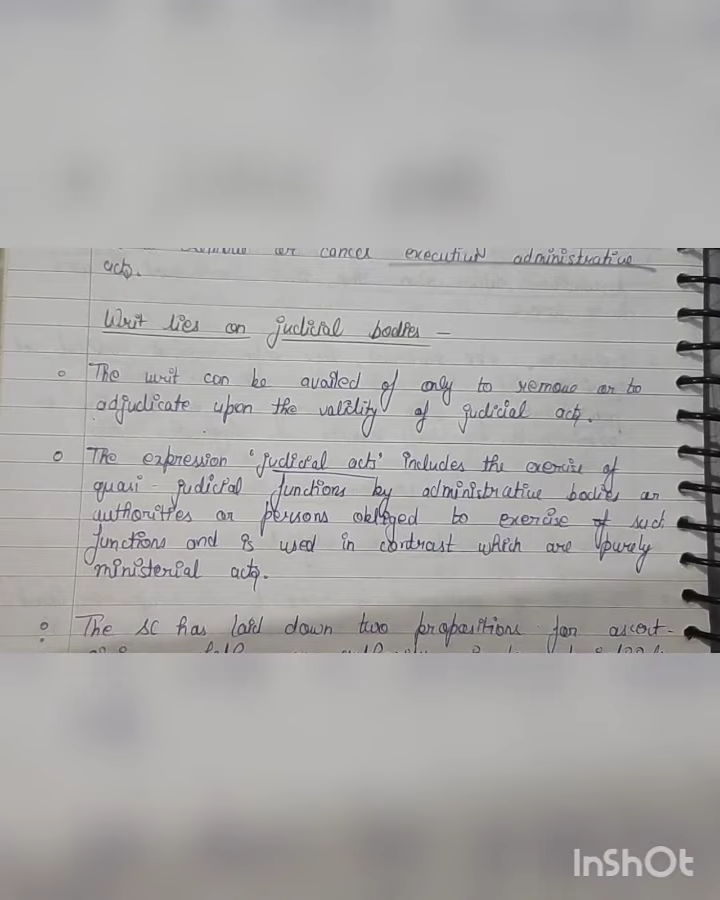 cancel executive administrative
acts.
Writ lies on judicial bodies -
The writ can be availed of only to remove or to
adjudicate upon the validity of judicial acts.
The expression 'judicial acts' includes the exercise of
quasi-judicial functions by administrative bodies or
authorities or persons obliged to exercise of such
functions and is used in contrast which are purely
ministerial acts.
The SC has laid down two propositions for ascert-
InShOt